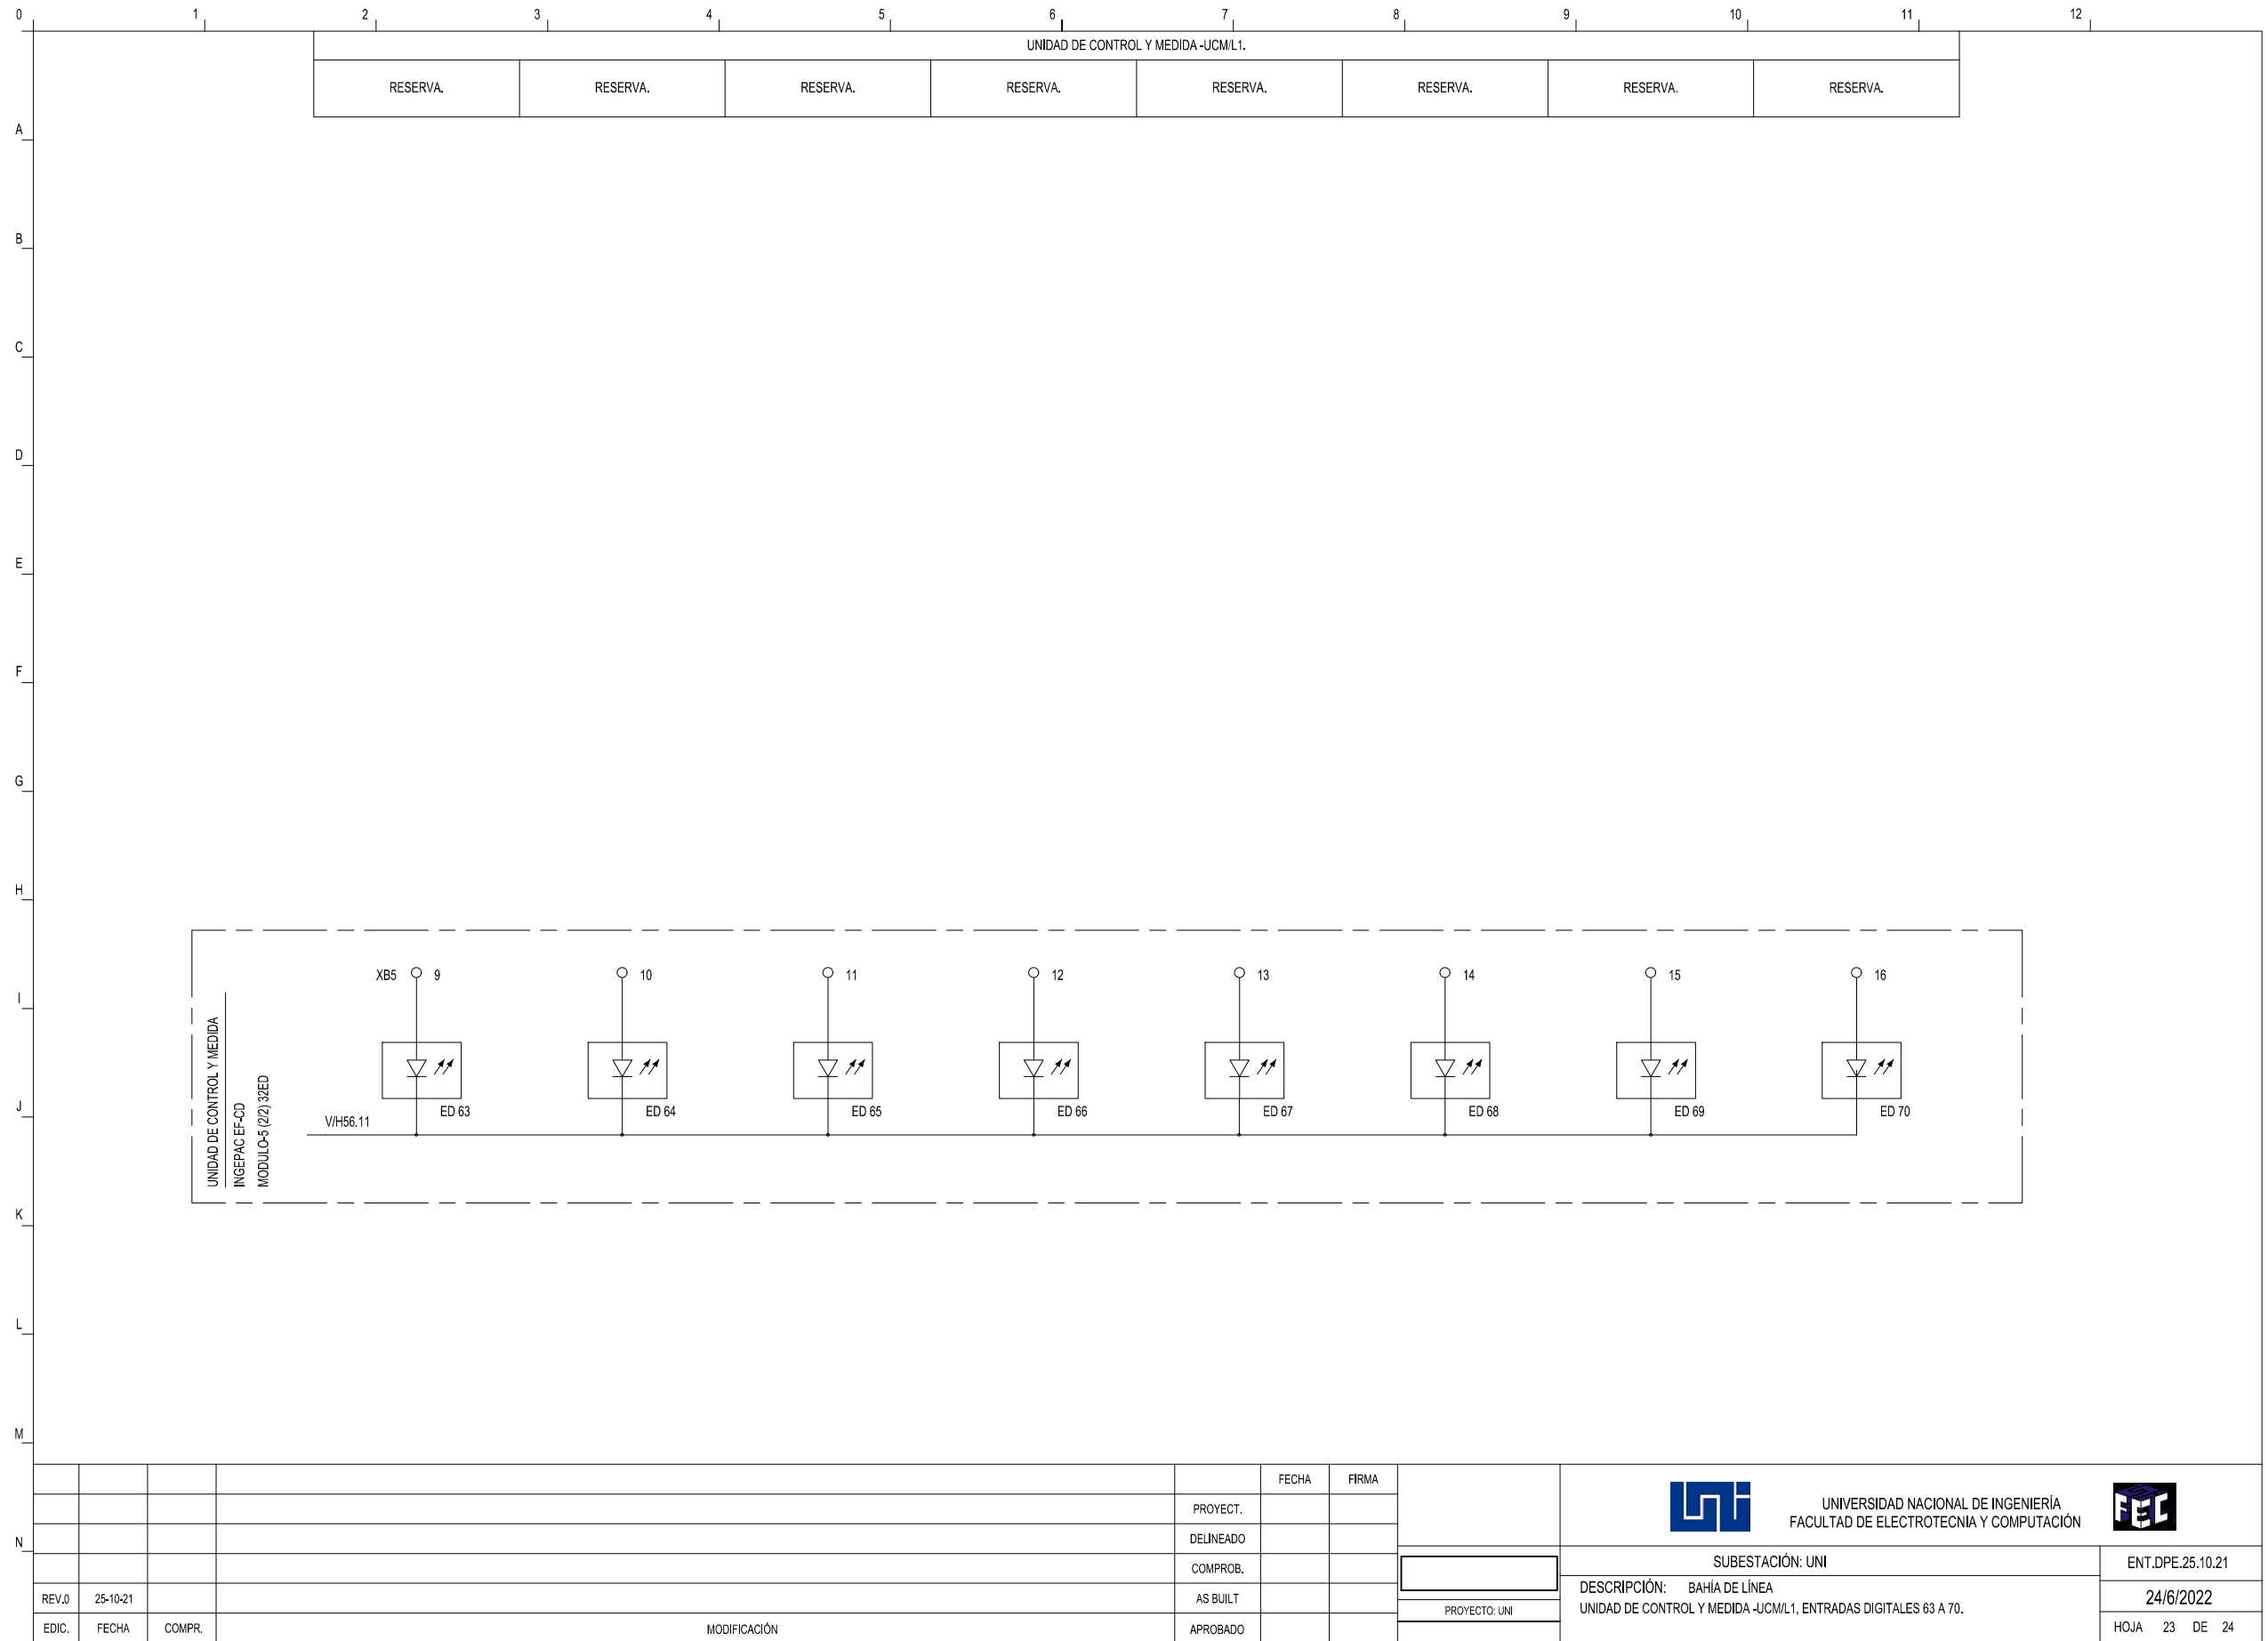 0 1 2 3 4 5 6 7 8 9 10 11 12
UNIDAD DE CONTROL Y MEDIDA -UCM/L1.
RESERVA. RESERVA. RESERVA. RESERVA. RESERVA. RESERVA. RESERVA. RESERVA.
A
B
C
D
E
F
G
H
I
J
K
L
M
N
XB5 9 10 11 12 13 14 15 16
UNIDAD DE CONTROL Y MEDIDA
INGEPAC EF-CD
MODULO-5 (2/2) 32ED
ED 63 ED 64 ED 65 ED 66 ED 67 ED 68 ED 69 ED 70
V/H56.11
FECHA FIRMA
PROYECT.
DELINEADO
COMPROB.
REV.0 25-10-21 AS BUILT
EDIC. FECHA COMPR. MODIFICACIÓN APROBADO
PROYECTO: UNI
uni
UNIVERSIDAD NACIONAL DE INGENIERÍA
FACULTAD DE ELECTROTECNIA Y COMPUTACIÓN
FEC
SUBESTACIÓN: UNI
ENT.DPE.25.10.21
DESCRIPCIÓN: BAHÍA DE LÍNEA
UNIDAD DE CONTROL Y MEDIDA -UCM/L1, ENTRADAS DIGITALES 63 A 70.
24/6/2022
HOJA 23 DE 24